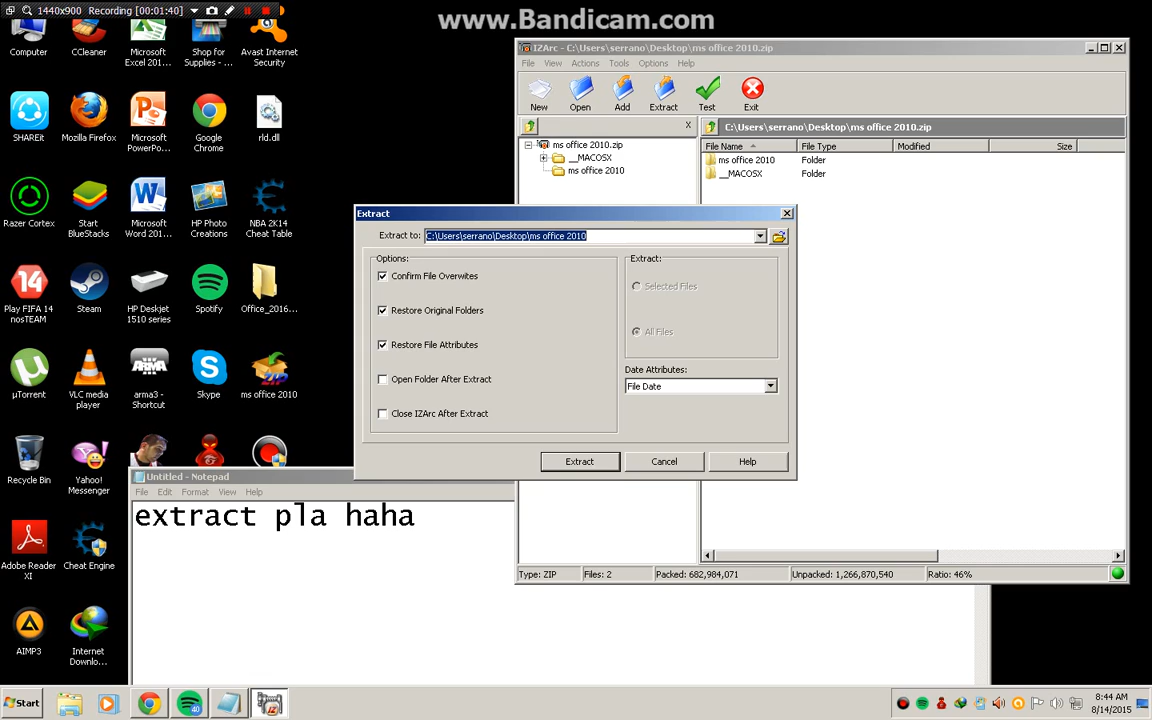 1440x900 Recording [00:01:40]
www.Bandicam.com
Computer
CCleaner
Microsoft Excel 201...
Shop for Supplies - ...
Avast Internet Security
SHAREit
Mozilla Firefox
Microsoft PowerPo...
Google Chrome
rld.dll
Razer Cortex
Start BlueStacks
Microsoft Word 201...
HP Photo Creations
NBA 2K14 Cheat Table
14
Play FIFA 14 nosTEAM
Steam
HP Deskjet 1510 series
Spotify
Office_2016...
µTorrent
VLC media player
ARMA
arma3 - Shortcut
Skype
ZIP
ms office 2010
Recycle Bin
Yahoo! Messenger
Adobe Reader XI
Cheat Engine
AIMP3
Internet Downlo...
IZArc - C:\Users\serrano\Desktop\ms office 2010.zip
File View Actions Tools Options Help
New Open Add Extract Test Exit
x
C:\Users\serrano\Desktop\ms office 2010.zip
ms office 2010.zip
__MACOSX
ms office 2010
File Name File Type Modified Size
ms office 2010 Folder
__MACOSX Folder
Extract
Extract to: C:\Users\serrano\Desktop\ms office 2010
Options:
Confirm File Overwites
Restore Original Folders
Restore File Attributes
Open Folder After Extract
Close IZArc After Extract
Extract:
Selected Files
All Files
Date Attributes:
File Date
Extract Cancel Help
Type: ZIP Files: 2 Packed: 682,984,071 Unpacked: 1,266,870,540 Ratio: 46%
Untitled - Notepad
File Edit Format View Help
extract pla haha
Start
40
8:44 AM
8/14/2015